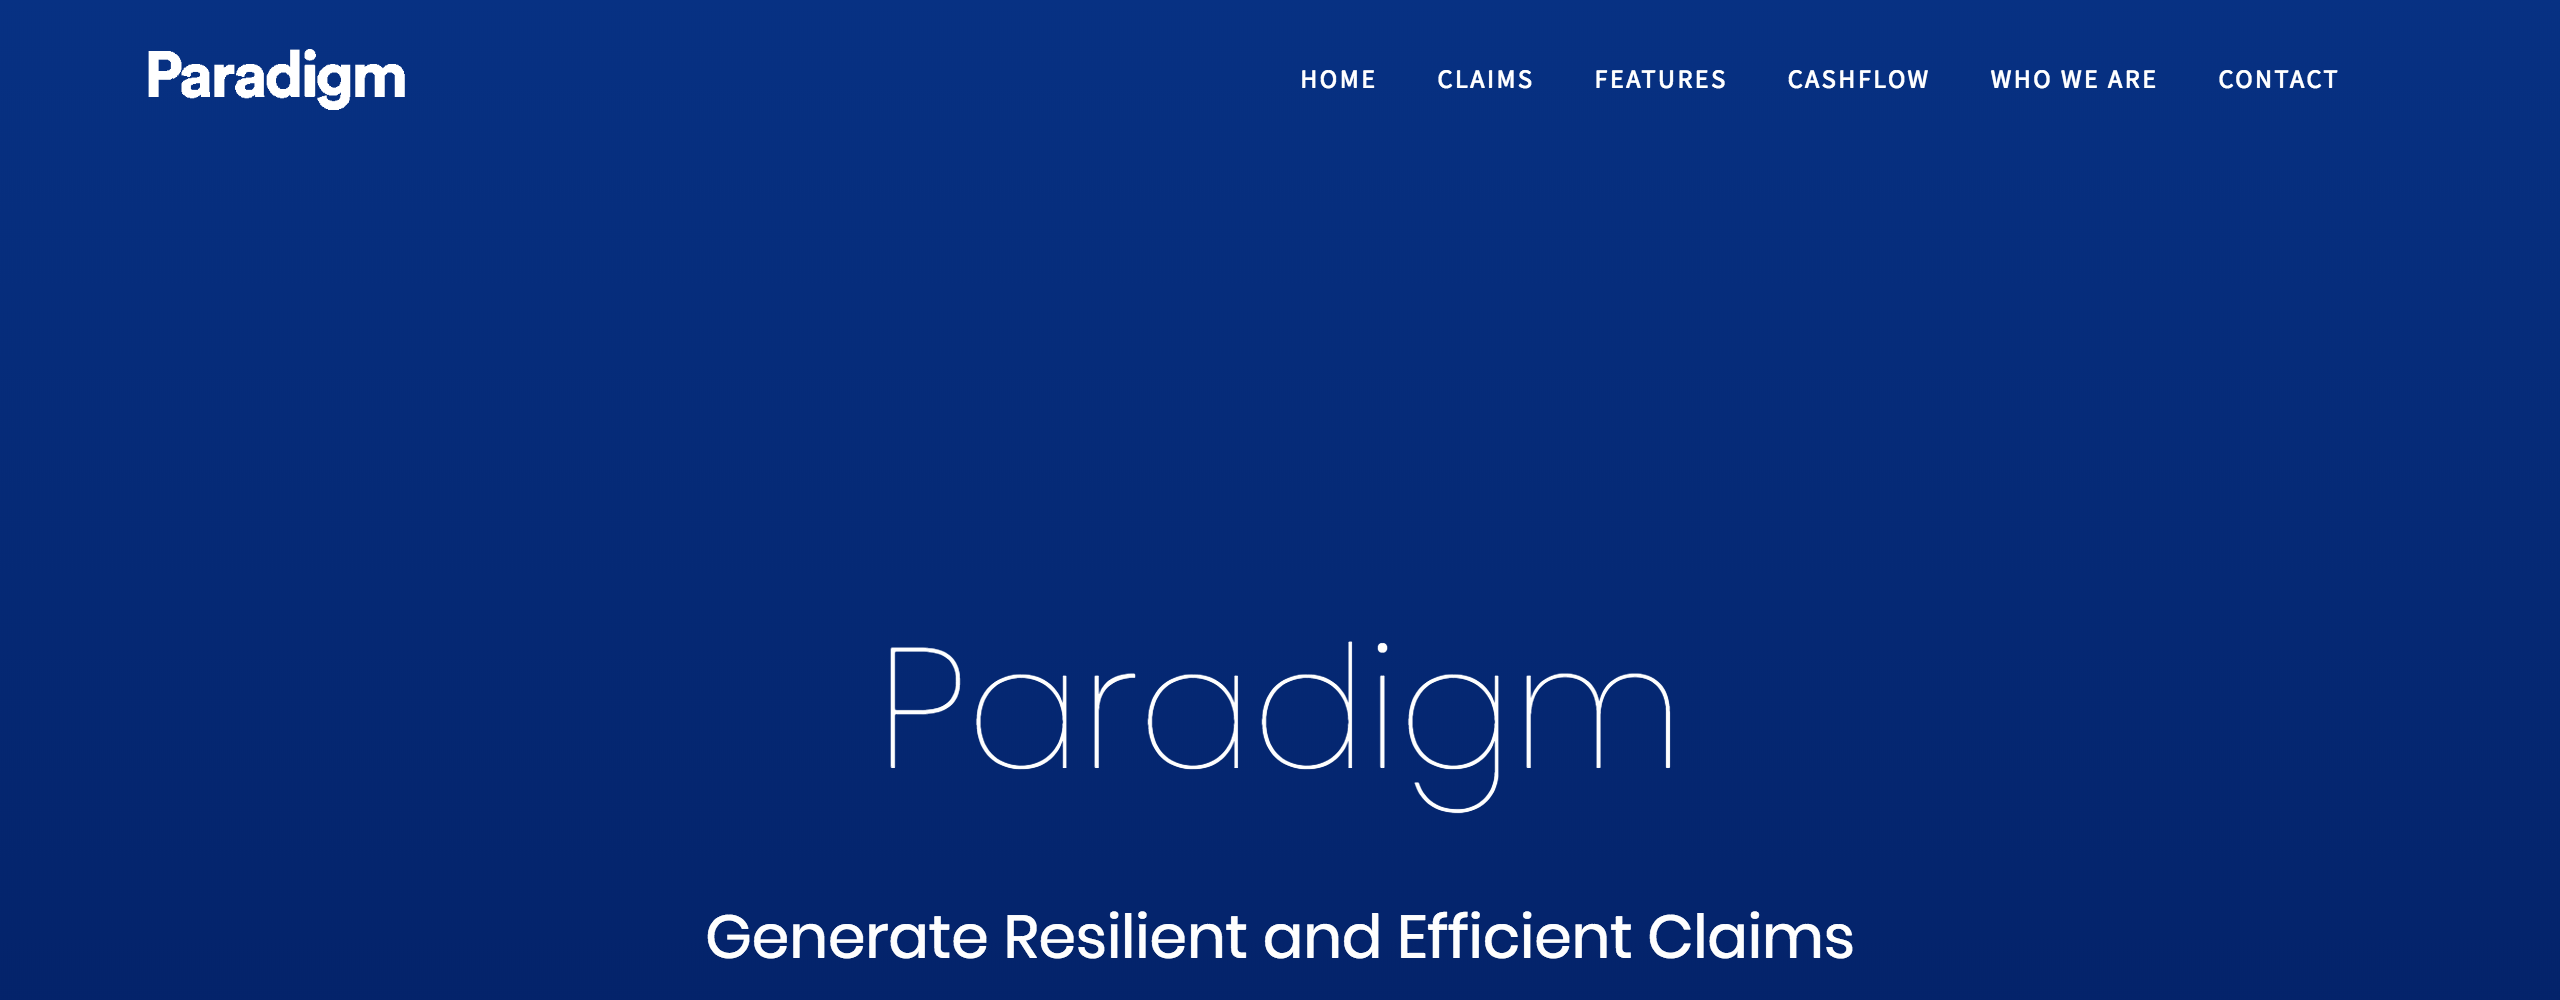 Paradigm
HOME CLAIMS FEATURES CASHFLOW WHO WE ARE CONTACT
Paradigm
Generate Resilient and Efficient Claims